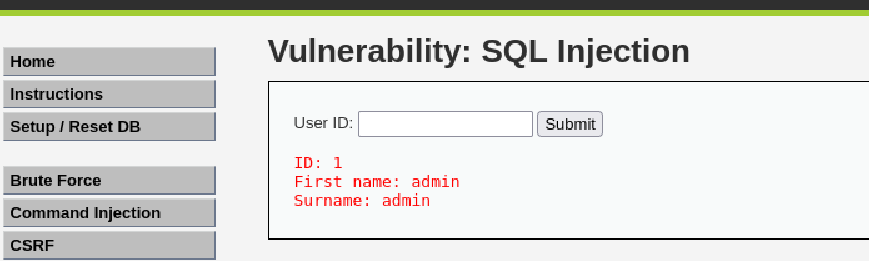 Vulnerability: SQL Injection
Home
Instructions
Setup / Reset DB
Brute Force
Command Injection
CSRF
User ID:
Submit
ID: 1
First name: admin
Surname: admin